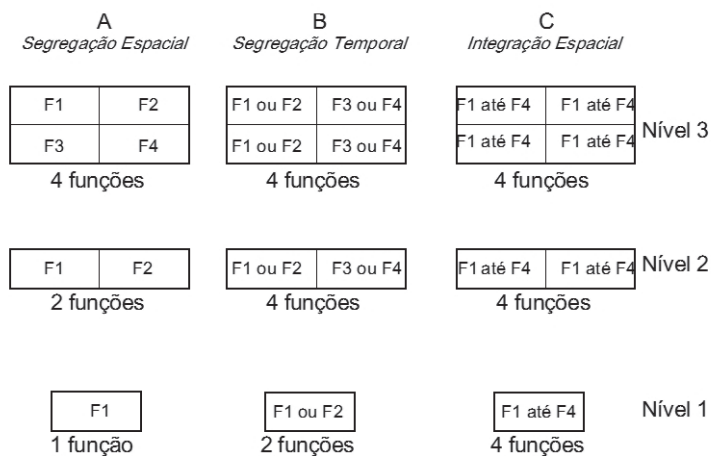 A B C
Segregação Espacial Segregação Temporal Integração Espacial
F1 F2 F1 ou F2 F3 ou F4 F1 até F4 F1 até F4
Nível 3
F3 F4 F1 ou F2 F3 ou F4 F1 até F4 F1 até F4
4 funções 4 funções 4 funções
F1 F2 F1 ou F2 F3 ou F4 F1 até F4 F1 até F4 Nível 2
2 funções 4 funções 4 funções
F1 F1 ou F2 F1 até F4 Nível 1
1 função 2 funções 4 funções